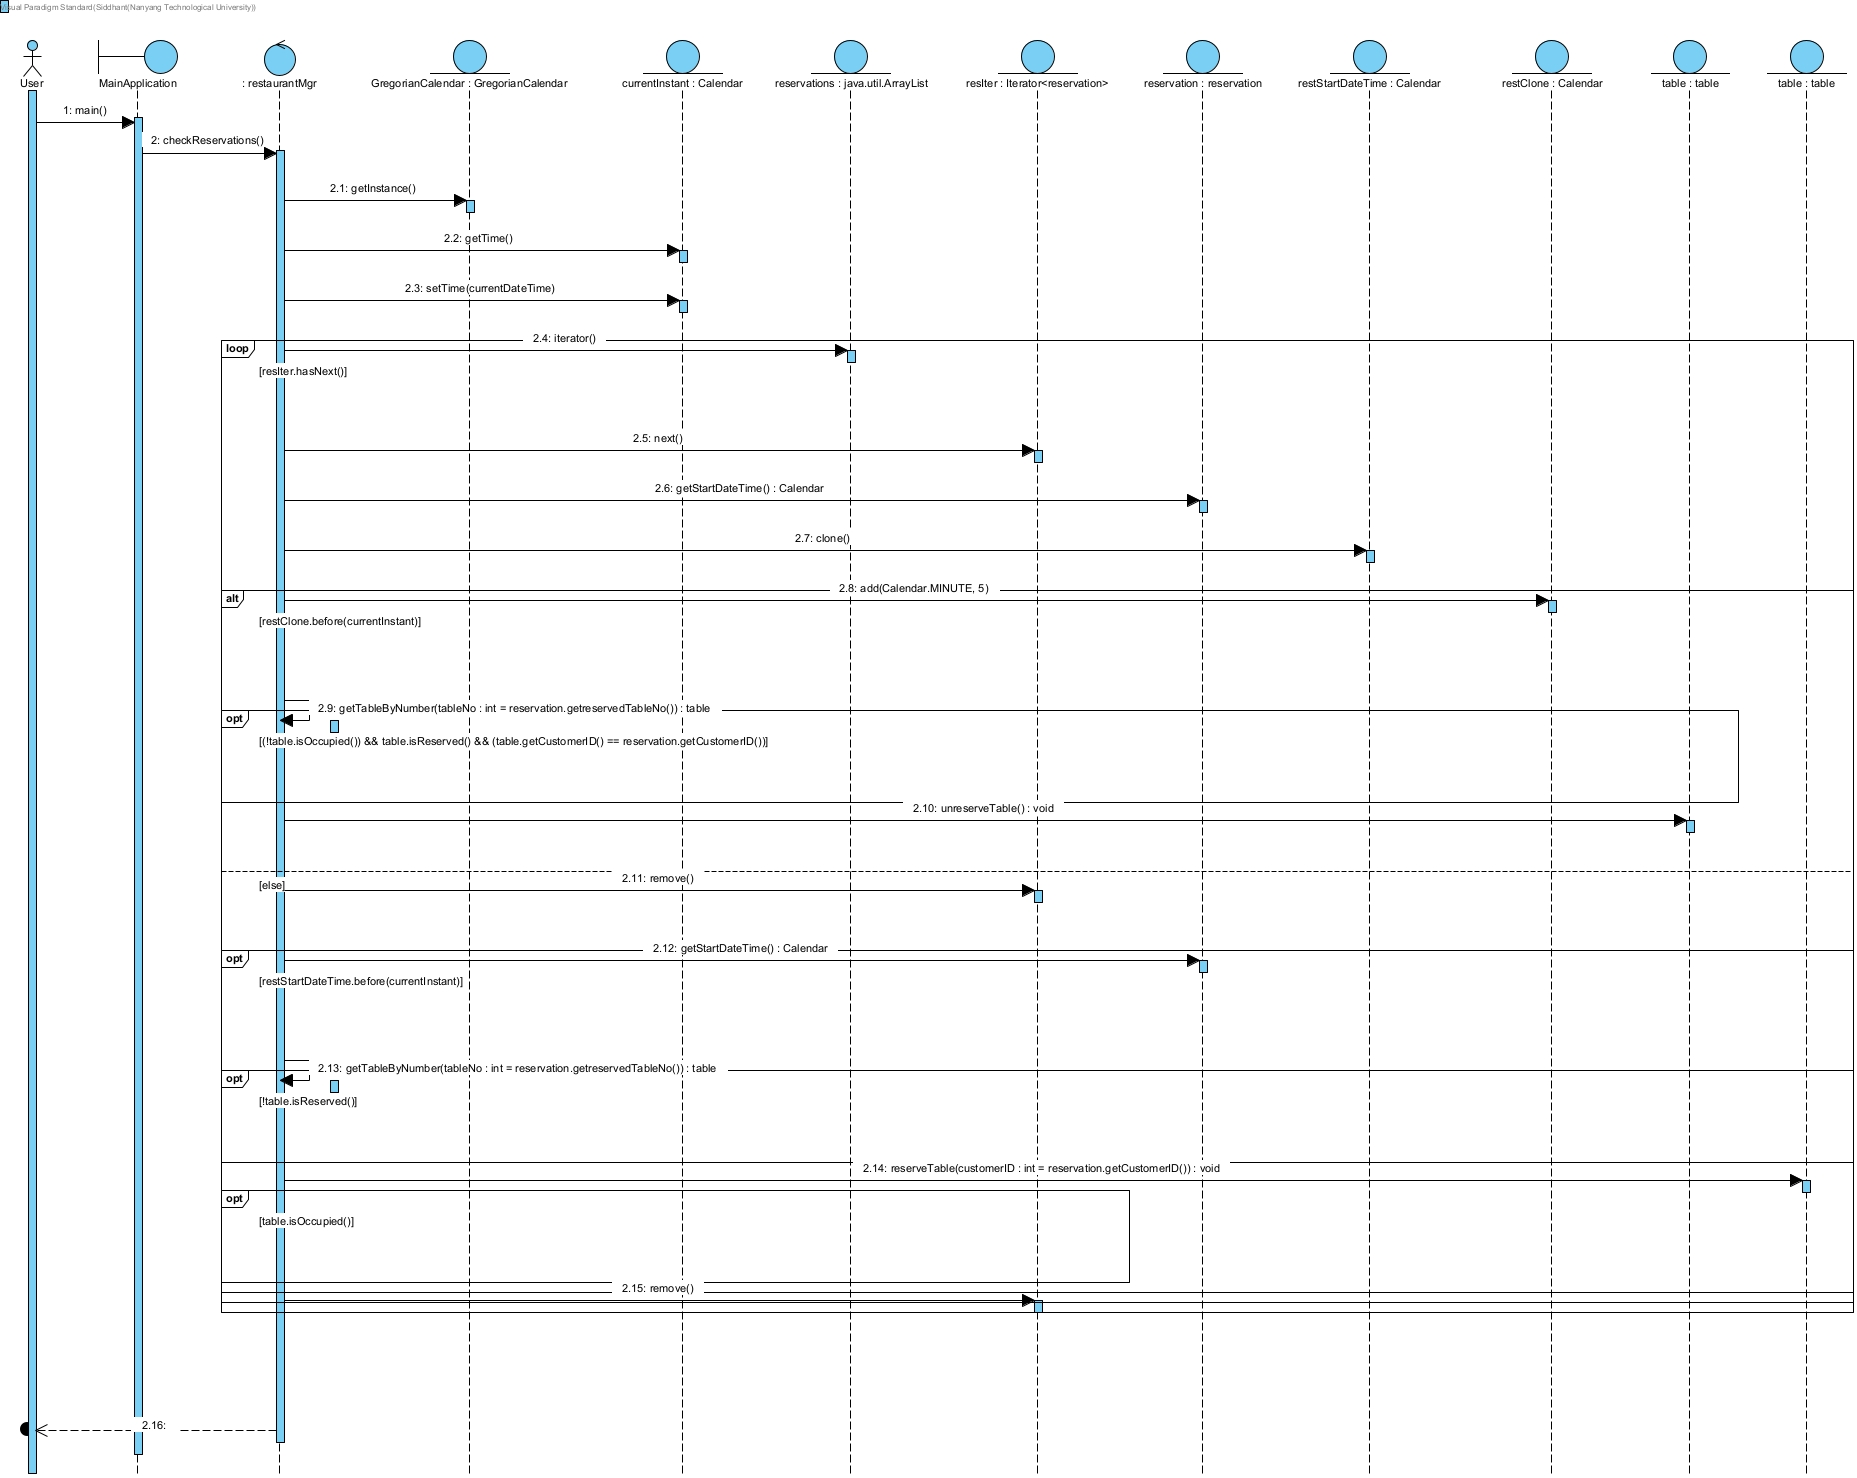 Visual Paradigm Standard(Siddhant(Nanyang Technological University))
User
MainApplication
: restaurantMgr
GregorianCalendar : GregorianCalendar
currentInstant : Calendar
reservations : java.util.ArrayList
resIter : Iterator<reservation>
reservation : reservation
restStartDateTime : Calendar
restClone : Calendar
table : table
table : table
1: main()
2: checkReservations()
2.1: getInstance()
2.2: getTime()
2.3: setTime(currentDateTime)
2.4: iterator()
loop
[resIter.hasNext()]
2.5: next()
2.6: getStartDateTime() : Calendar
2.7: clone()
2.8: add(Calendar.MINUTE, 5)
alt
[restClone.before(currentInstant)]
2.9: getTableByNumber(tableNo : int = reservation.getreservedTableNo()) : table
opt
[(!table.isOccupied()) && table.isReserved() && (table.getCustomerID() == reservation.getCustomerID())]
2.10: unreserveTable() : void
2.11: remove()
[else]
2.12: getStartDateTime() : Calendar
opt
[restStartDateTime.before(currentInstant)]
2.13: getTableByNumber(tableNo : int = reservation.getreservedTableNo()) : table
opt
[!table.isReserved()]
2.14: reserveTable(customerID : int = reservation.getCustomerID()) : void
opt
[table.isOccupied()]
2.15: remove()
2.16: